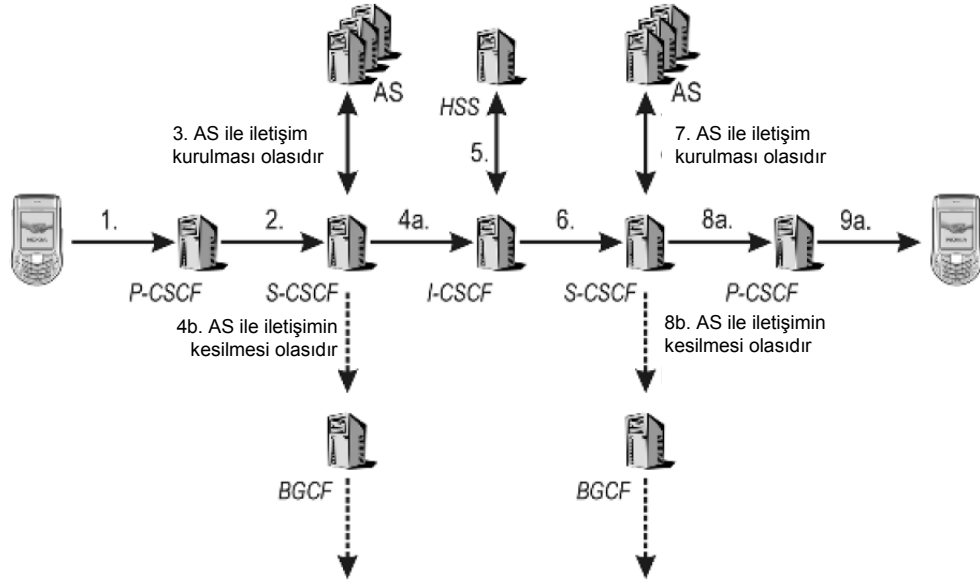 AS
HSS
AS
3. AS ile iletişim
kurulması olasıdır
5.
7. AS ile iletişim
kurulması olasıdır
1.
2.
4a.
6.
8a.
9a.
NOKIA
NOKIA
P-CSCF
S-CSCF
I-CSCF
S-CSCF
P-CSCF
4b. AS ile iletişimin
kesilmesi olasıdır
8b. AS ile iletişimin
kesilmesi olasıdır
BGCF
BGCF